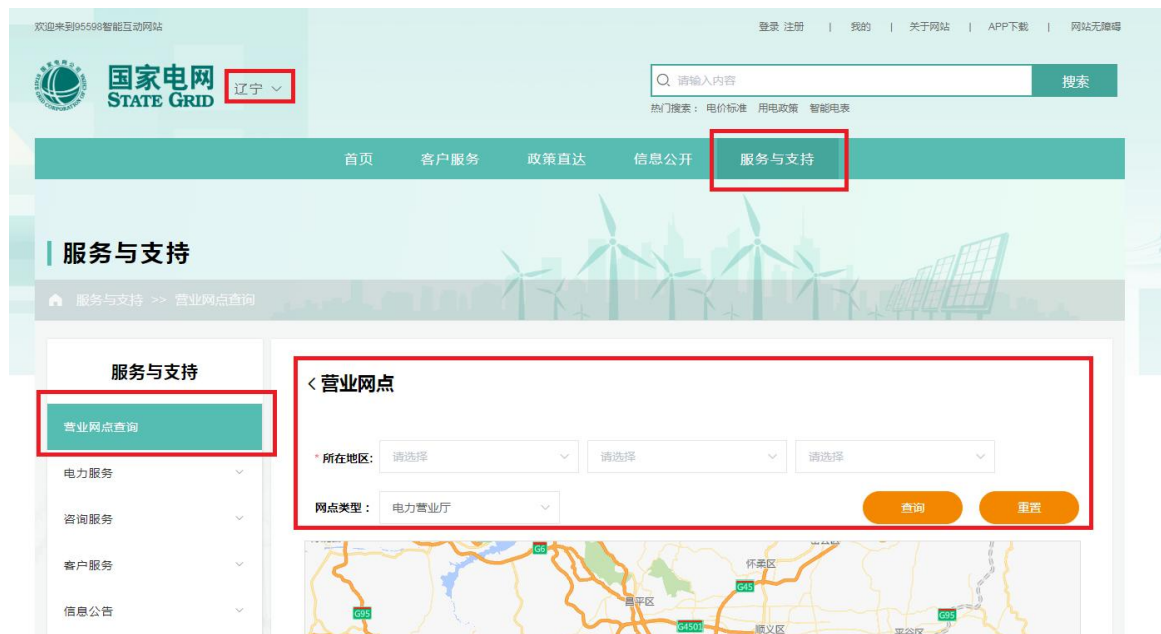 欢迎来到95598智能互动网站
登录 注册 | 我的 | 关于网站 | APP下载 | 网站无障碍
国家电网
STATE GRID
辽宁
请输入内容
搜索
热门搜索： 电价标准 用电政策 智能电表
首页 客户服务 政策直达 信息公开 服务与支持
服务与支持
服务与支持 >> 营业网点查询
服务与支持
营业网点查询
电力服务
咨询服务
客户服务
信息公告
<营业网点
*所在地区: 请选择 请选择 请选择
网点类型： 电力营业厅
查询 重置
G6
怀柔区
G45
昌平区
G95
G95
G4501
顺义区
平谷区